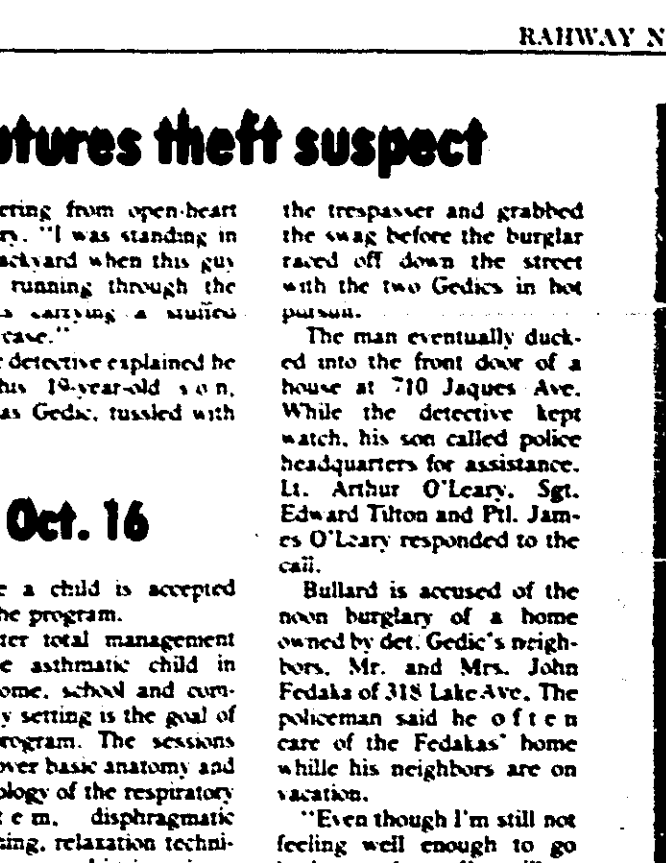 RAHWAY N
utures theft suspect
ering from open-heart
ry. "I was standing in
ackyard when this guy
running through the
s carrying a stuffed
case."
detective explained he
his 19-year-old s o n,
as Gedic, tussled with
the trespasser and grabbed
the swag before the burglar
raced off down the street
with the two Gedics in hot
pursuit.
The man eventually duck-
ed into the front door of a
house at 710 Jaques Ave.
While the detective kept
watch, his son called police
headquarters for assistance.
Lt. Arthur O'Leary, Sgt.
Edward Tilton and Ptl. Jam-
es O'Leary responded to the
call.
Bullard is accused of the
noon burglary of a home
owned by det. Gedic's neigh-
bors, Mr. and Mrs. John
Fedaka of 318 Lake Ave. The
policeman said he o f t e n
care of the Fedakas' home
whille his neighbors are on
vacation.
"Even though I'm still not
feeling well enough to go
Oct. 16
e a child is accepted
he program.
ter total management
e asthmatic child in
ome, school and com-
y setting is the goal of
rogram. The sessions
over basic anatomy and
ology of the respiratory
t e m, disphragmatic
ing, relaxation techni-